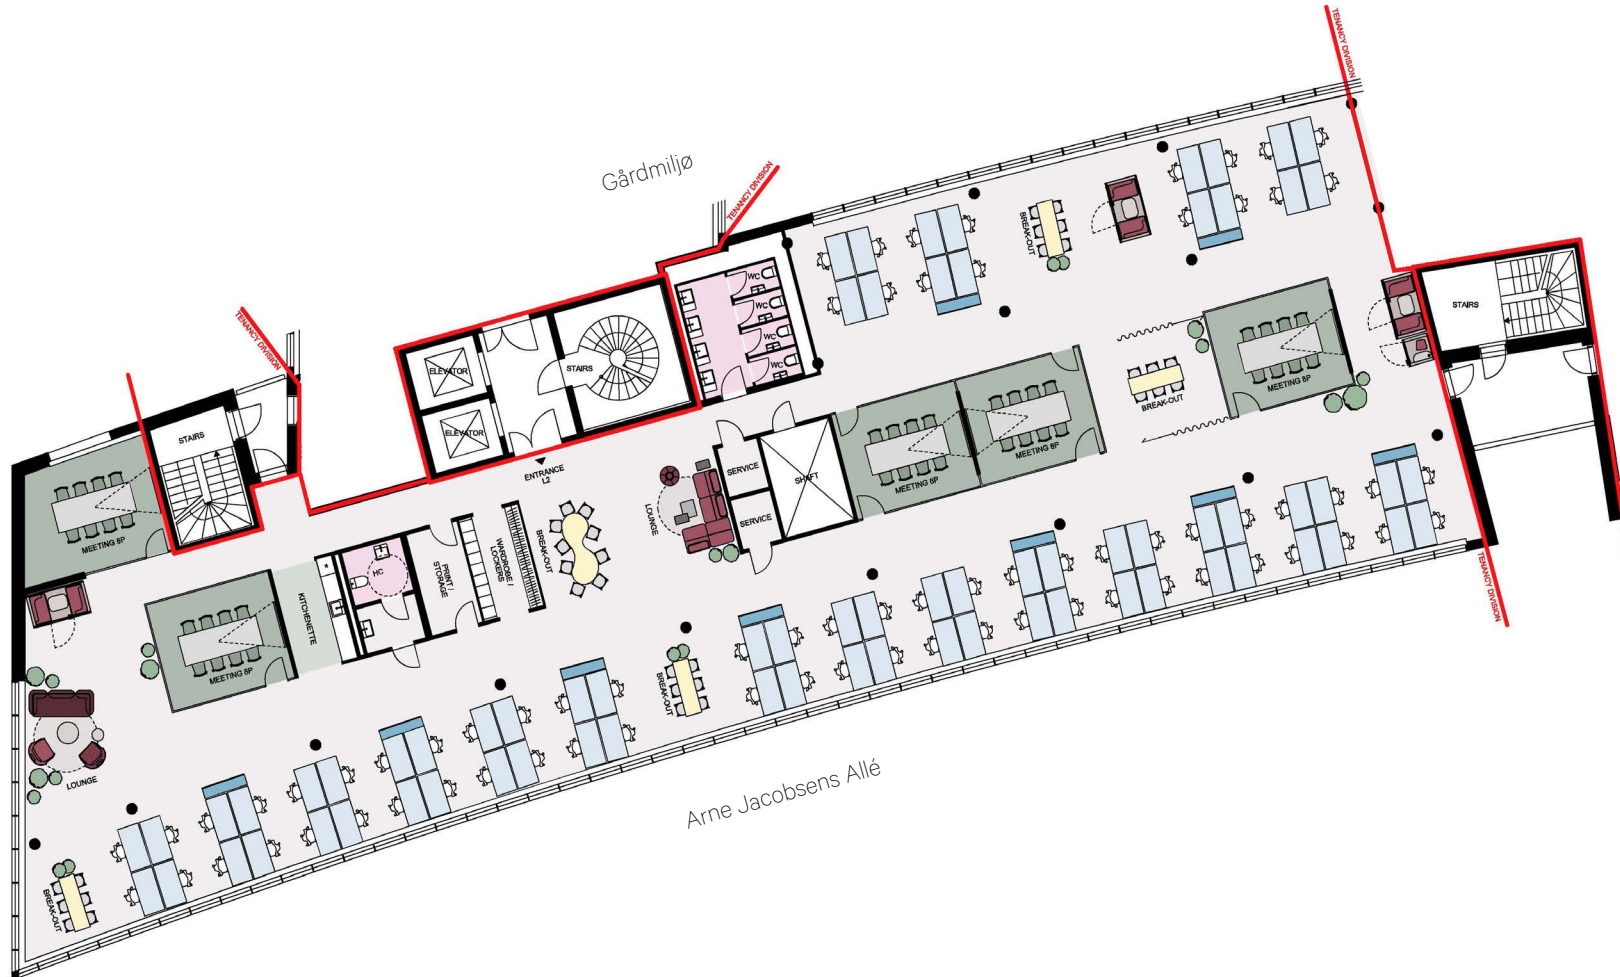 TENANCY DIVISION
Gårdmiljø
TENANCY DIVISION
BREAK-OUT
WC
WC
WC
WC
STAIRS
TENANCY DIVISION
ELEVATOR
STAIRS
ELEVATOR
MEETING 8P
BREAK-OUT
STAIRS
ENTRANCE
L2
SERVICE
SHAFT
MEETING 8P
MEETING 8P
LOUNGE
SERVICE
MEETING 8P
BREAK-OUT
WARDROBE /
LOCKERS
PRINT /
STORAGE
HC
KITCHENETTE
MEETING 8P
TENANCY DIVISION
BREAK-OUT
LOUNGE
Arne Jacobsens Allé
BREAK-OUT